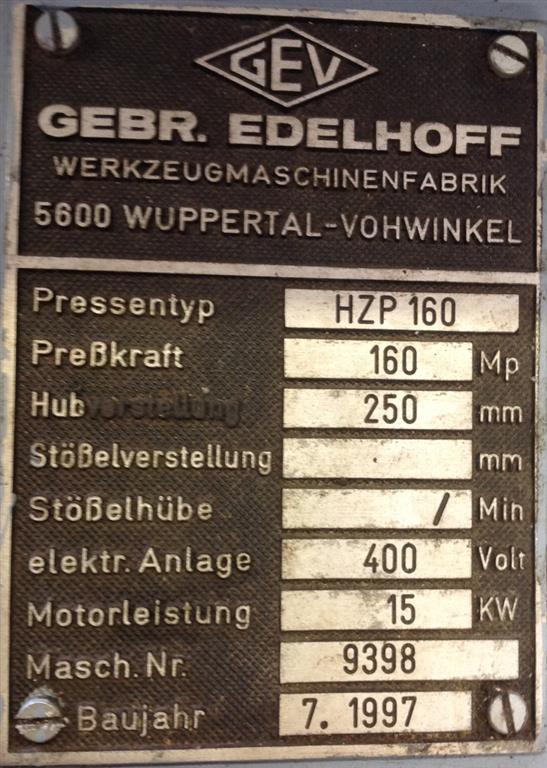 GEV
GEBR. EDELHOFF
WERKZEUGMASCHINENFABRIK
5600 WUPPERTAL-VOHWINKEL
Pressentyp HZP 160
Preßkraft 160 Mp
Hubverstellung 250 mm
Stößelverstellung mm
Stößelhübe / Min
elektr. Anlage 400 Volt
Motorleistung 15 KW
Masch. Nr. 9398
Baujahr 7. 1997